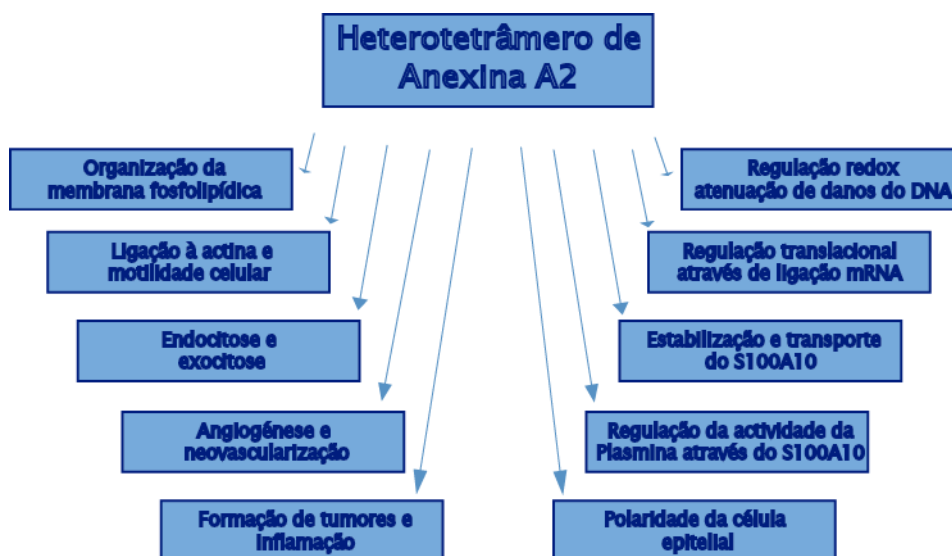 Heterotetrâmero de
Anexina A2
Organização da
membrana fosfolipídica
Ligação à actina e
motilidade celular
Endocitose e
exocitose
Angiogénese e
neovascularização
Formação de tumores e
inflamação
Regulação redox
atenuação de danos do DNA
Regulação translacional
através de ligação mRNA
Estabilização e transporte
do S100A10
Regulação da actividade da
Plasmina através do S100A10
Polaridade da célula
epitelial